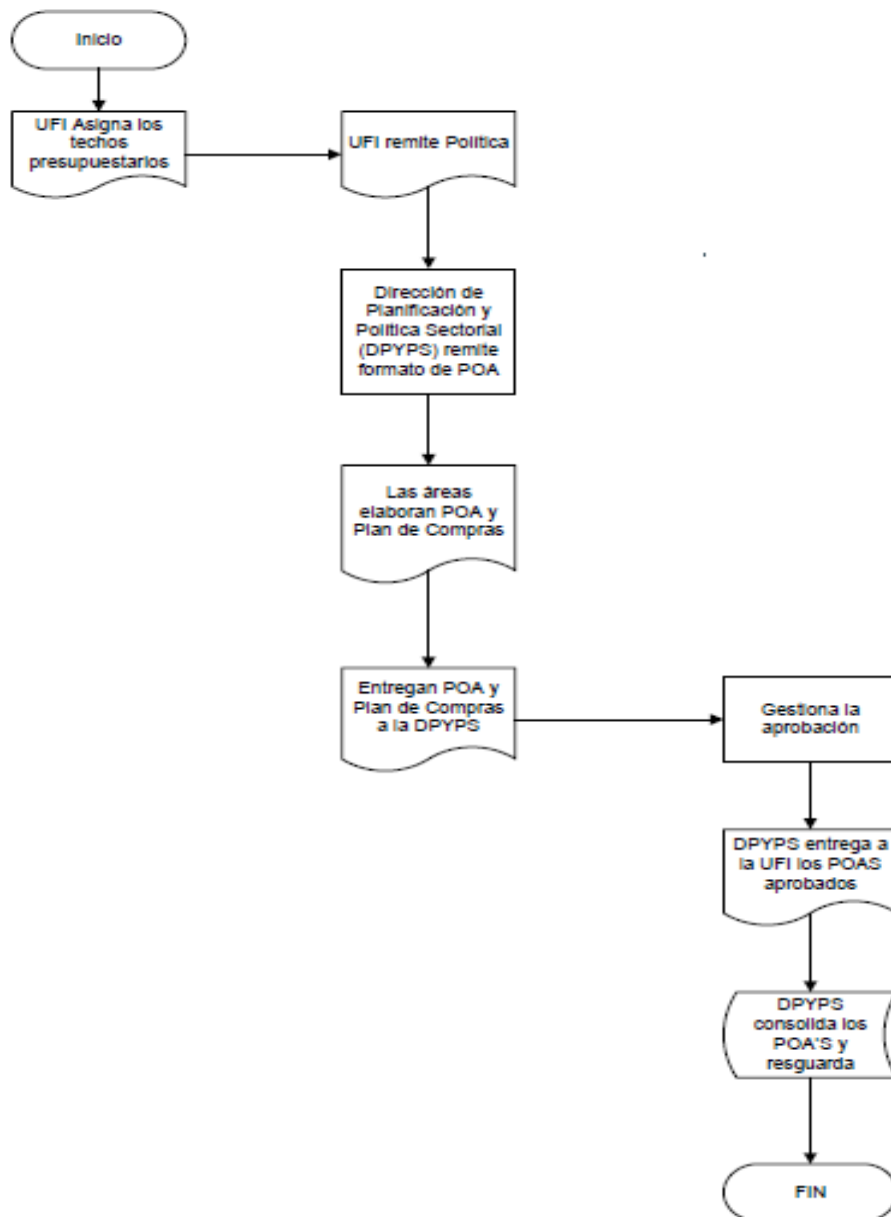 Inicio
UFI Asigna los
techos
presupuestarios
UFI remite Política
Dirección de
Planificación y
Política Sectorial
(DPYPS) remite
formato de POA
Las áreas
elaboran POA y
Plan de Compras
Entregan POA y
Plan de Compras
a la DPYPS
Gestiona la
aprobación
DPYPS entrega a
la UFI los POAS
aprobados
DPYPS
consolida los
POA'S y
resguarda
FIN